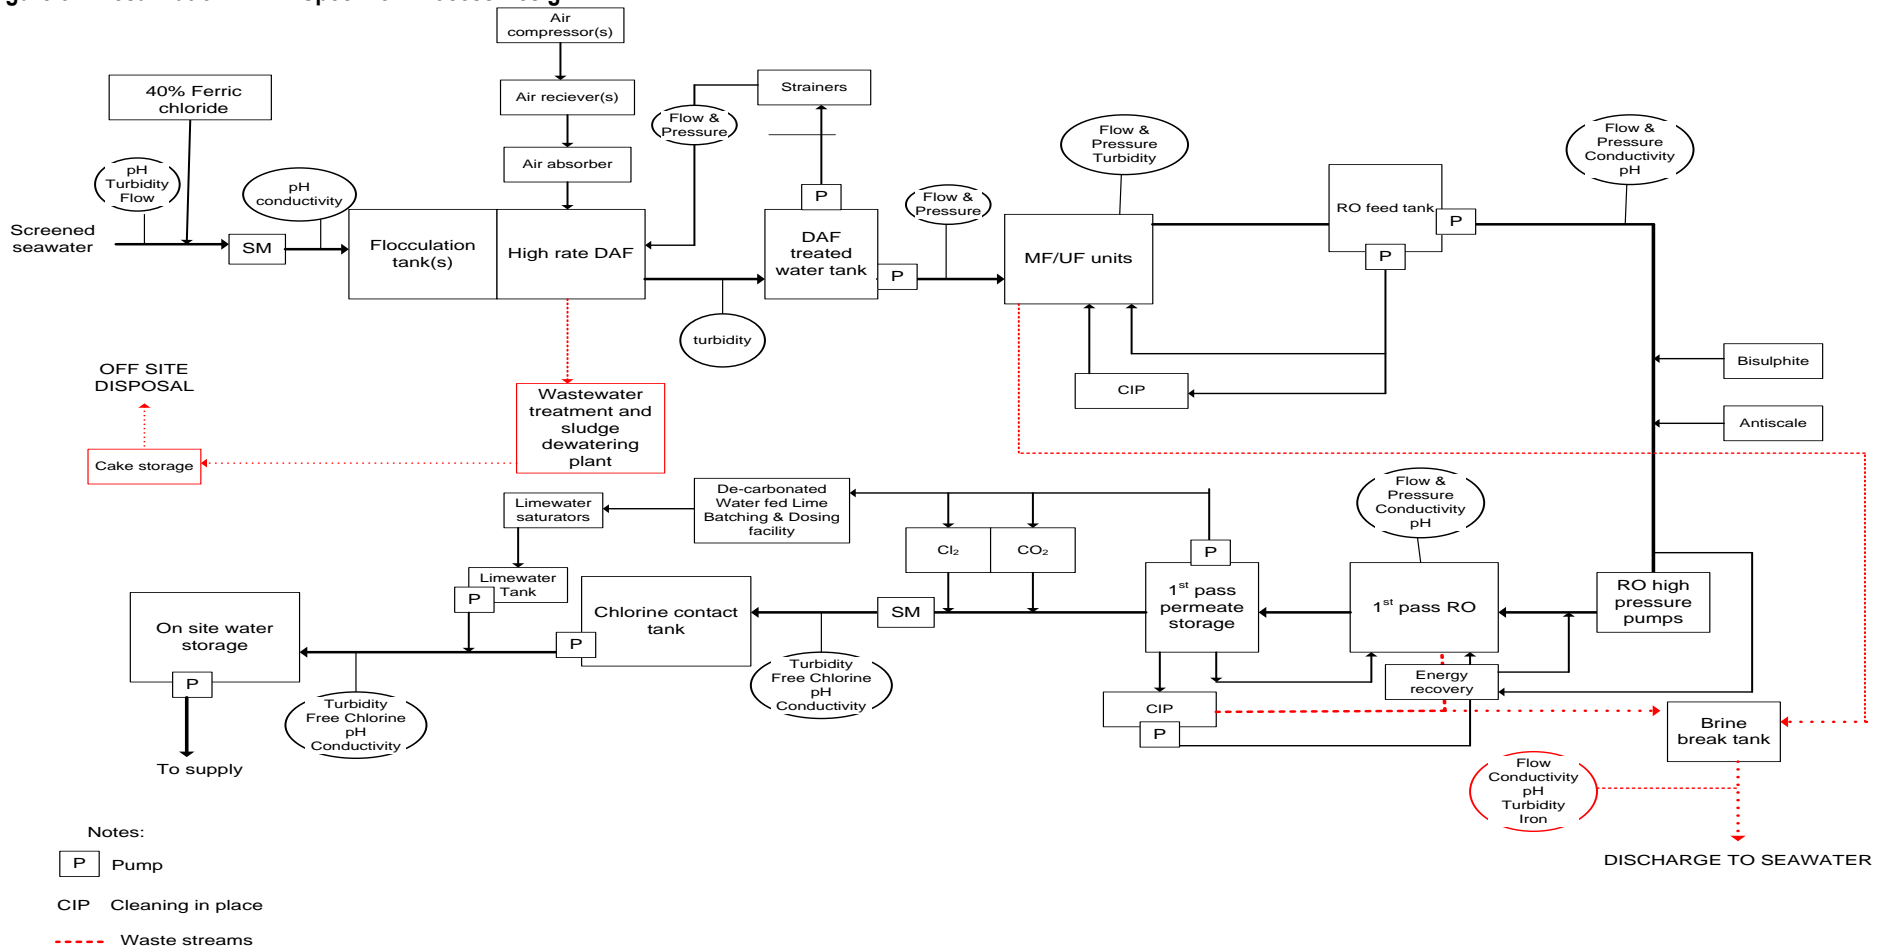 Air
compressor(s)
40% Ferric
chloride
Air reciever(s)
Strainers
Flow &
Pressure
Air absorber
pH
Turbidity
Flow
pH
conductivity
P
Flow &
Pressure
Flow &
Pressure
Turbidity
Flow &
Pressure
Conductivity
pH
Screened
seawater
SM
Flocculation
tank(s)
High rate DAF
DAF
treated
water tank
P
MF/UF units
RO feed tank
P
P
turbidity
OFF SITE
DISPOSAL
Wastewater
treatment and
sludge
dewatering
plant
Cake storage
CIP
Bisulphite
Antiscale
Limewater
saturators
De-carbonated
Water fed Lime
Batching & Dosing
facility
Cl₂
CO₂
P
Flow &
Pressure
Conductivity
pH
Limewater
Tank
P
On site water
storage
P
Chlorine contact
tank
P
SM
1st pass
permeate
storage
1st pass RO
RO high
pressure
pumps
Energy
recovery
Turbidity
Free Chlorine
pH
Conductivity
Turbidity
Free Chlorine
pH
Conductivity
CIP
P
Brine
break tank
To supply
Flow
Conductivity
pH
Turbidity
Iron
DISCHARGE TO SEAWATER
Notes:
P Pump
CIP Cleaning in place
Waste streams